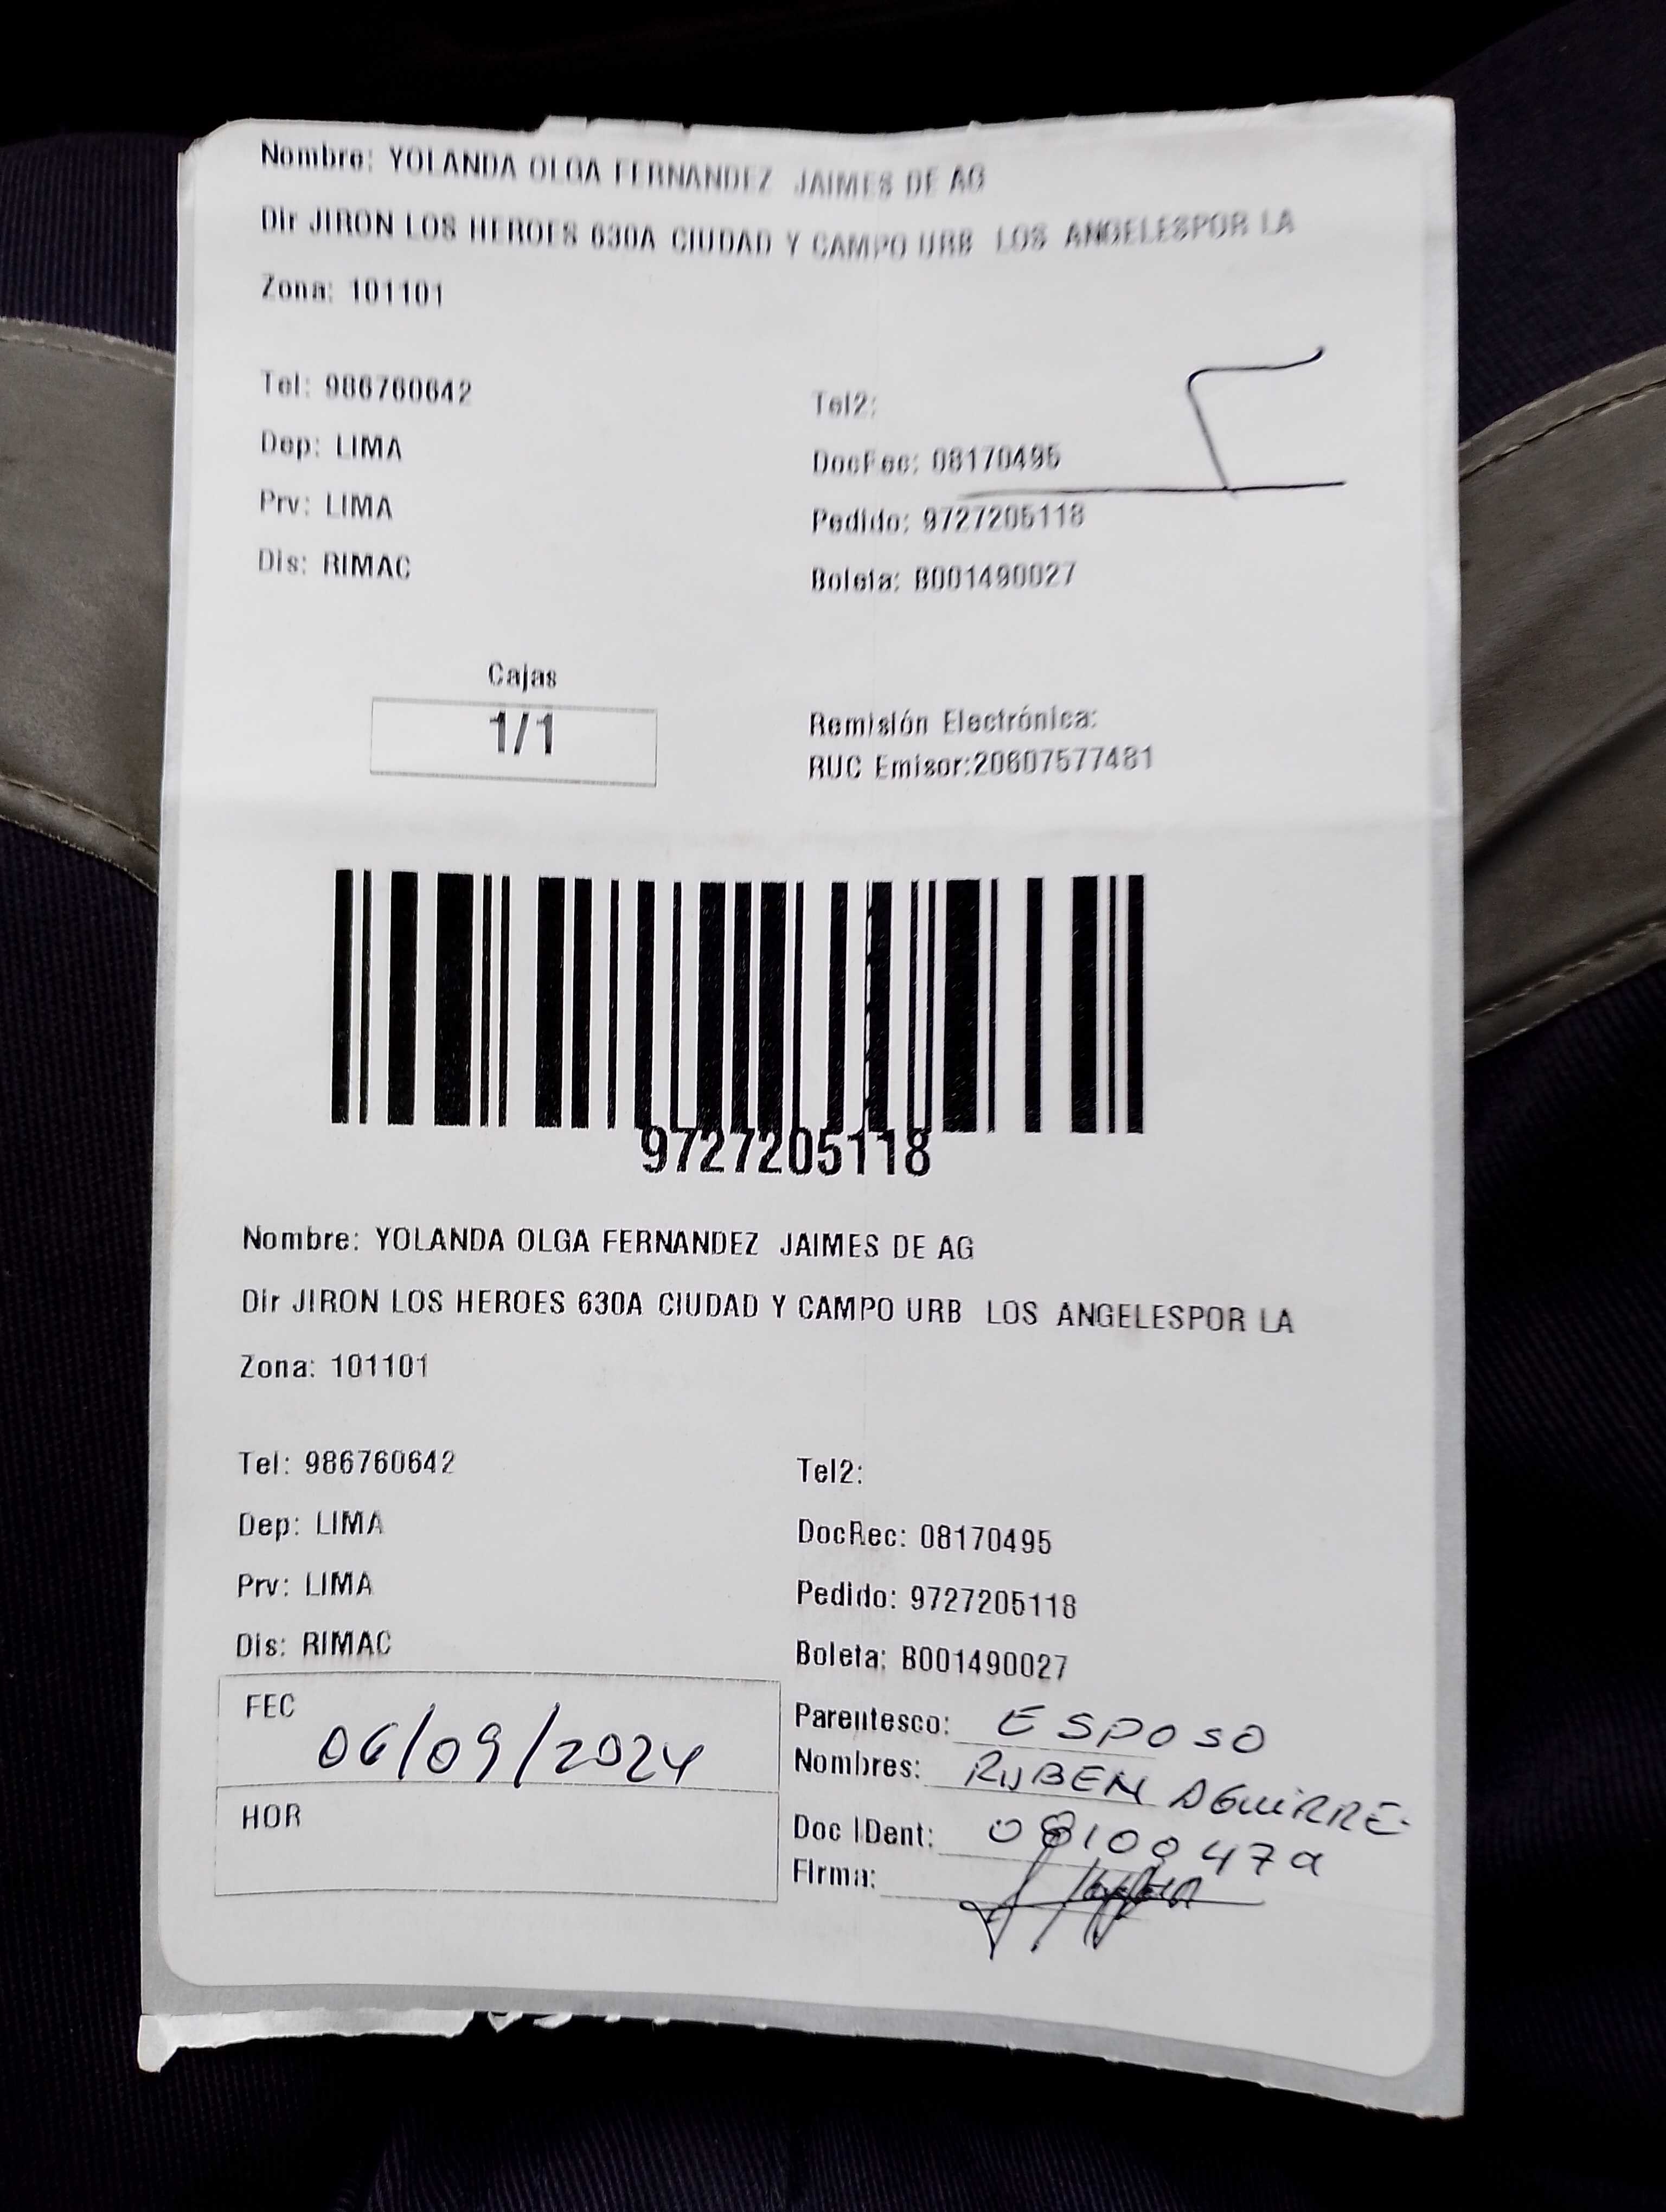 Nombre: YOLANDA OLGA FERNANDEZ JAIMES DE AG
Dir JIRON LOS HEROES 630A CIUDAD Y CAMPO URB LOS ANGELESPOR LA
Zona: 101101
Tel: 986760642
Tel2:
Dep: LIMA
DocRec: 08170495
Prv: LIMA
Pedido: 9727205118
Dis: RIMAC
Boleta: B001490027
Cajas
1/1
Remisión Electrónica:
RUC Emisor:20607577481
9727205118
Nombre: YOLANDA OLGA FERNANDEZ JAIMES DE AG
Dir JIRON LOS HEROES 630A CIUDAD Y CAMPO URB LOS ANGELESPOR LA
Zona: 101101
Tel: 986760642
Tel2:
Dep: LIMA
DocRec: 08170495
Prv: LIMA
Pedido: 9727205118
Dis: RIMAC
Boleta: B001490027
FEC
06/09/2024
HOR
Parentesco: ESPOSO
Nombres: RUBEN AGUIRRE
Doc IDent:
Firma: